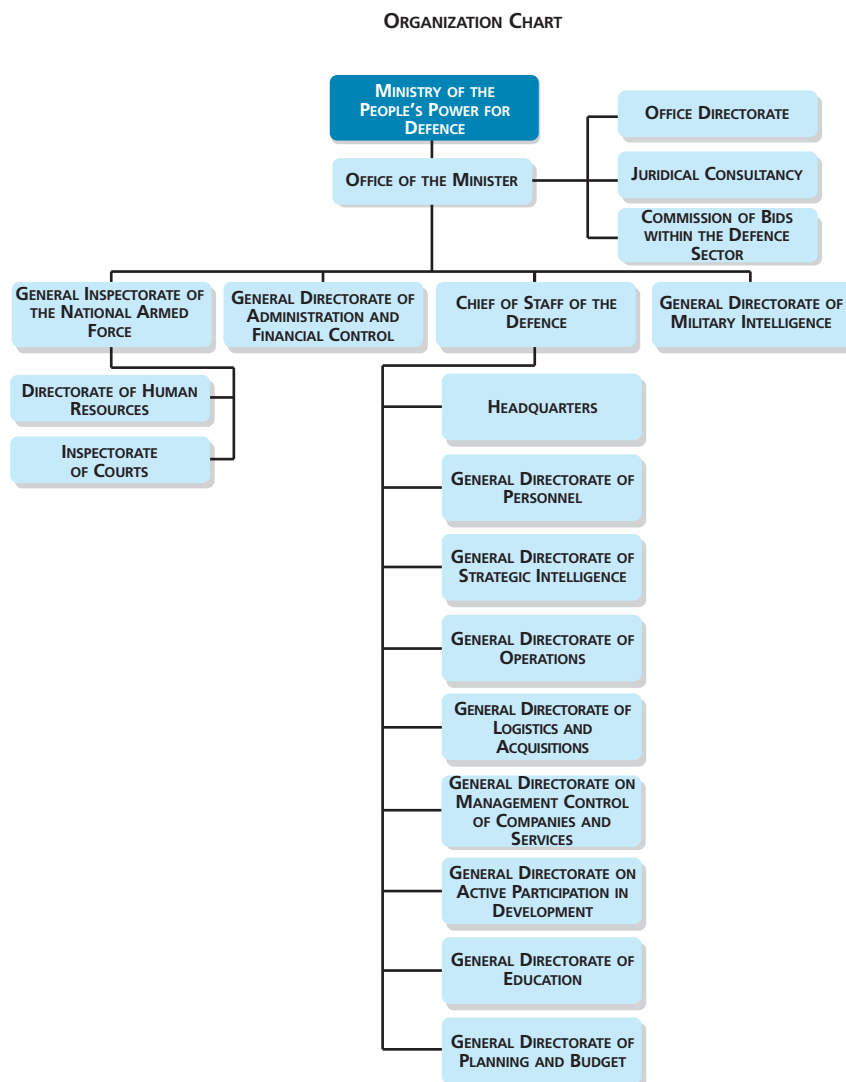 ORGANIZATION CHART
MINISTRY OF THE
PEOPLE'S POWER FOR
DEFENCE
OFFICE OF THE MINISTER
OFFICE DIRECTORATE
JURIDICAL CONSULTANCY
COMMISSION OF BIDS
WITHIN THE DEFENCE
SECTOR
GENERAL INSPECTORATE OF
THE NATIONAL ARMED
FORCE
GENERAL DIRECTORATE OF
ADMINISTRATION AND
FINANCIAL CONTROL
CHIEF OF STAFF OF THE
DEFENCE
GENERAL DIRECTORATE OF
MILITARY INTELLIGENCE
DIRECTORATE OF HUMAN
RESOURCES
INSPECTORATE
OF COURTS
HEADQUARTERS
GENERAL DIRECTORATE OF
PERSONNEL
GENERAL DIRECTORATE OF
STRATEGIC INTELLIGENCE
GENERAL DIRECTORATE OF
OPERATIONS
GENERAL DIRECTORATE OF
LOGISTICS AND
ACQUISITIONS
GENERAL DIRECTORATE ON
MANAGEMENT CONTROL
OF COMPANIES AND
SERVICES
GENERAL DIRECTORATE ON
ACTIVE PARTICIPATION IN
DEVELOPMENT
GENERAL DIRECTORATE OF
EDUCATION
GENERAL DIRECTORATE OF
PLANNING AND BUDGET